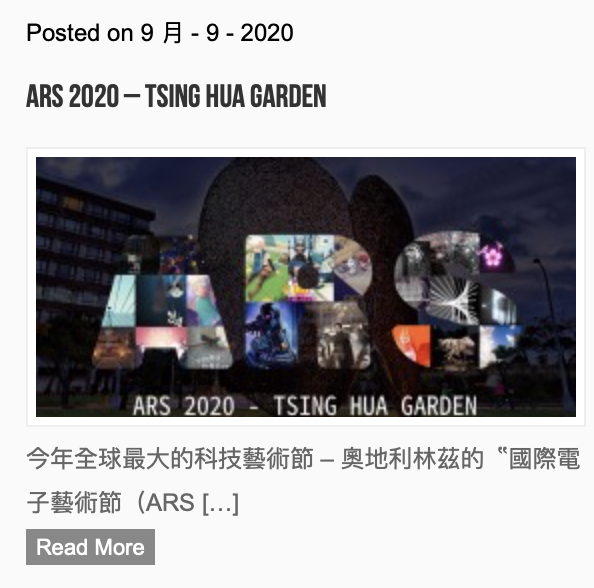 Posted on 9 月 - 9 - 2020
ARS 2020 – TSING HUA GARDEN
ARS
ARS 2020 - TSING HUA GARDEN
今年全球最大的科技藝術節 – 奧地利林茲的〝國際電
子藝術節（ARS [...]
Read More